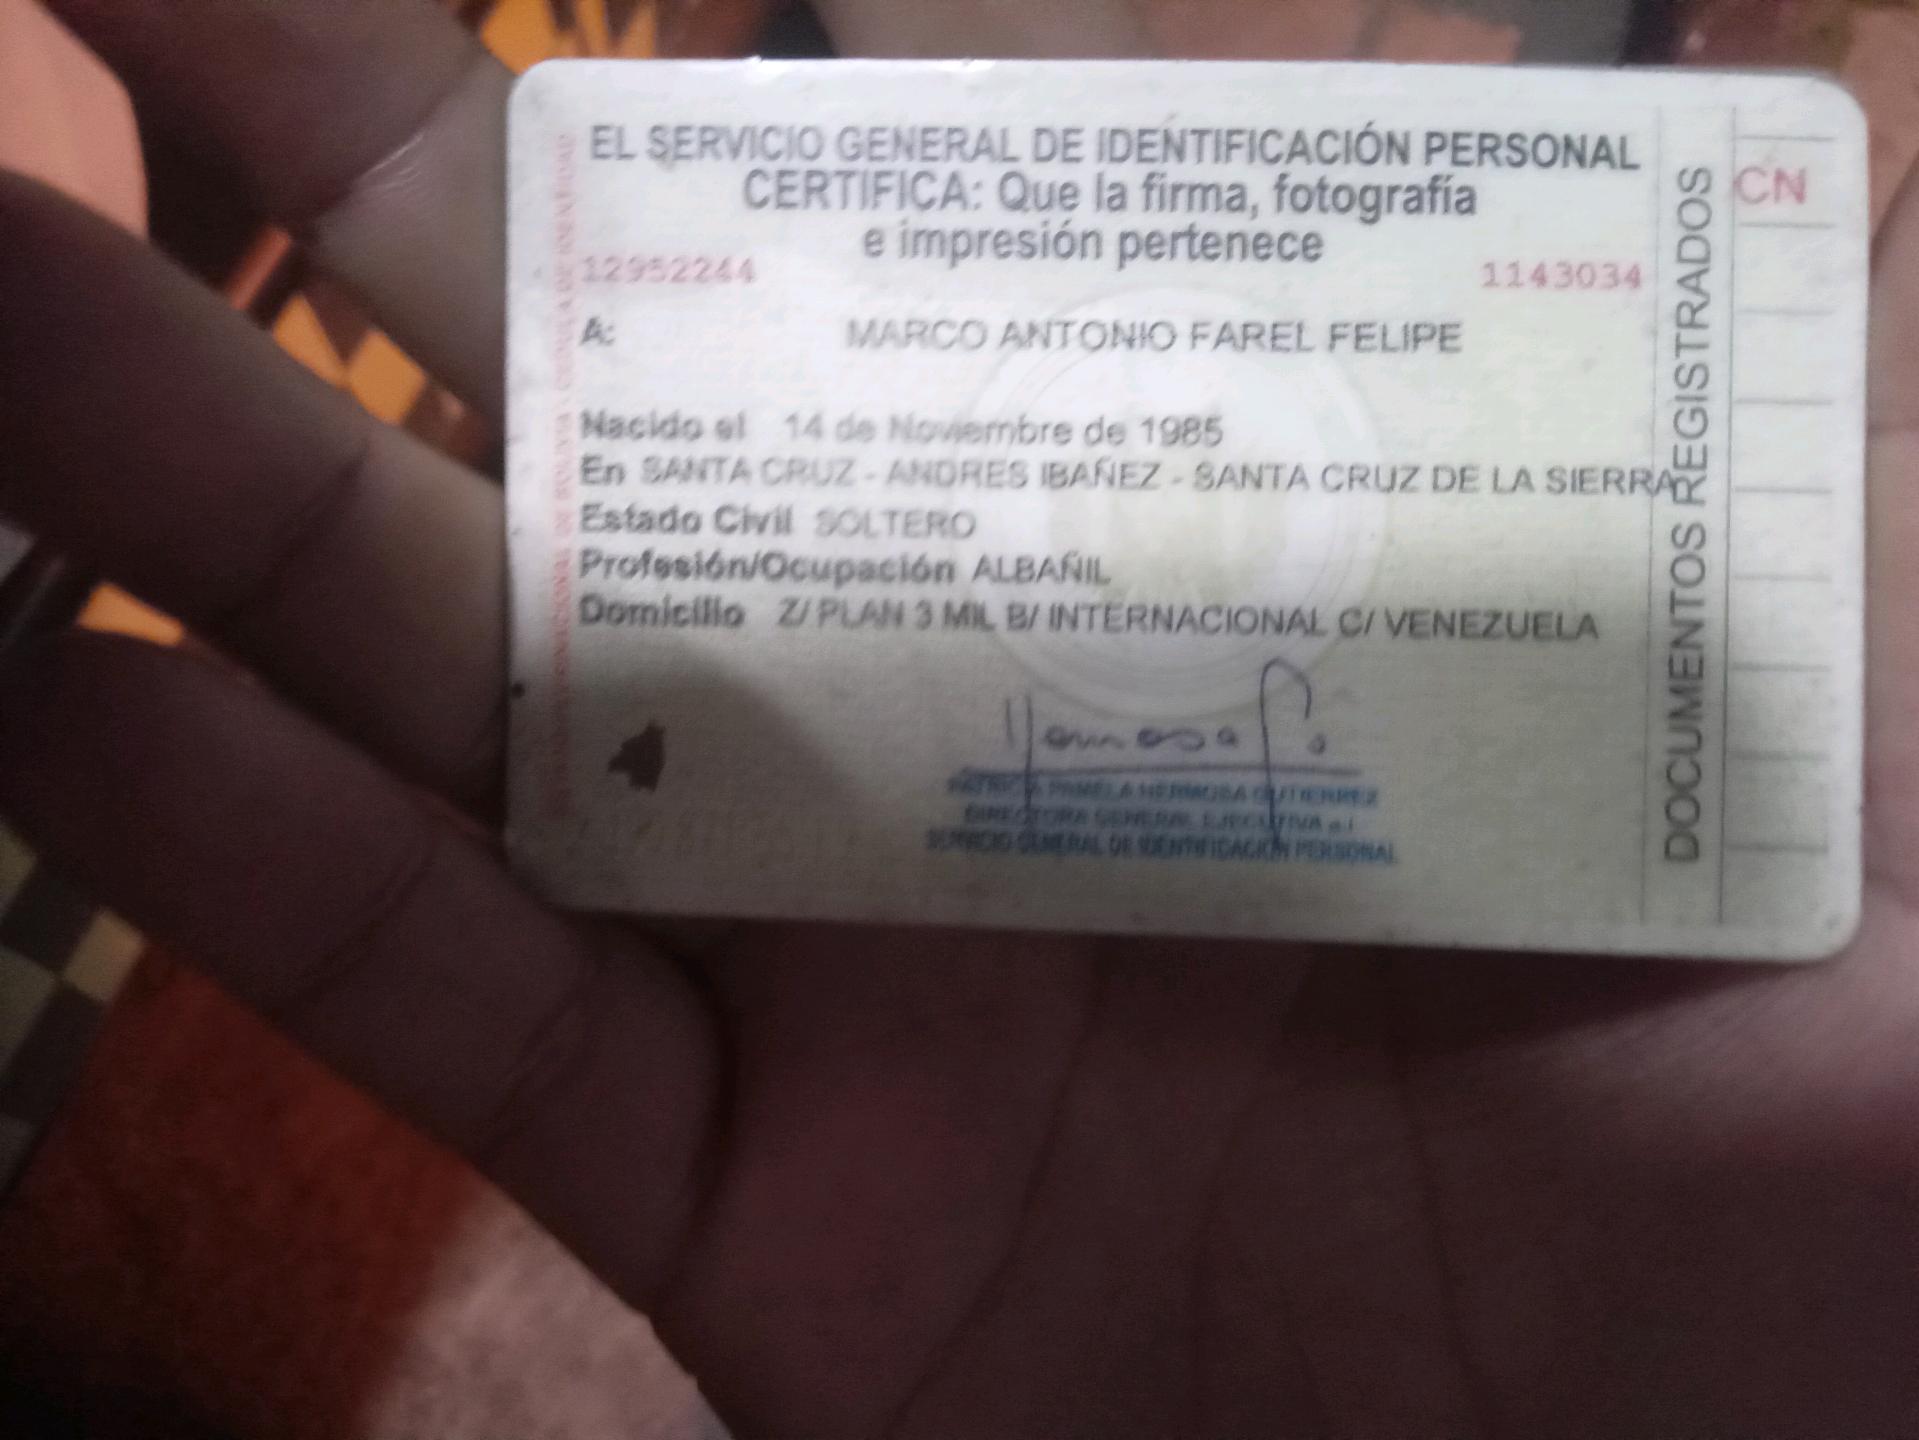 EL SERVICIO GENERAL DE IDENTIFICACIÓN PERSONAL
CERTIFICA: Que la firma, fotografía
e impresión pertenece
12952244 1143034
A: MARCO ANTONIO FAREL FELIPE
Nacido el 14 de Noviembre de 1985
En SANTA CRUZ - ANDRES IBAÑEZ - SANTA CRUZ DE LA SIERRA
Estado Civil SOLTERO
Profesión/Ocupación ALBAÑIL
Domicilio Z/ PLAN 3 MIL B/ INTERNACIONAL C/ VENEZUELA
PATRICIA PAMELA HERMOSA GUTIERREZ
DIRECTORA GENERAL EJECUTIVA a.i.
SERVICIO GENERAL DE IDENTIFICACIÓN PERSONAL
DOCUMENTOS REGISTRADOS
CN